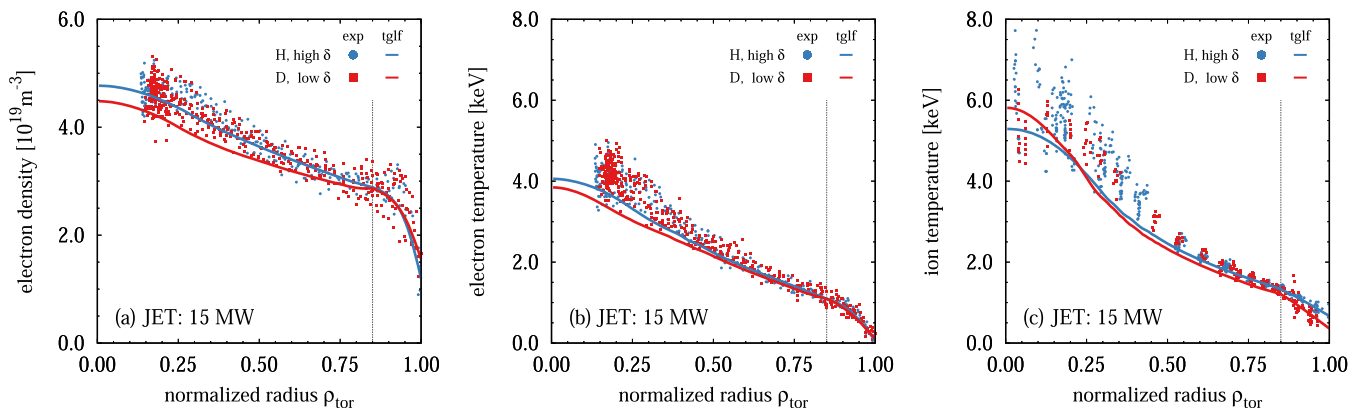 6.0
4.0
2.0
0.0
0.00
0.25
0.50
0.75
1.00
electron density [10^19 m^-3]
normalized radius ρ_tor
exp tglf
H, high δ
D, low δ
(a) JET: 15 MW
8.0
6.0
4.0
2.0
0.0
0.00
0.25
0.50
0.75
1.00
electron temperature [keV]
normalized radius ρ_tor
exp tglf
H, high δ
D, low δ
(b) JET: 15 MW
8.0
6.0
4.0
2.0
0.0
0.00
0.25
0.50
0.75
1.00
ion temperature [keV]
normalized radius ρ_tor
exp tglf
H, high δ
D, low δ
(c) JET: 15 MW